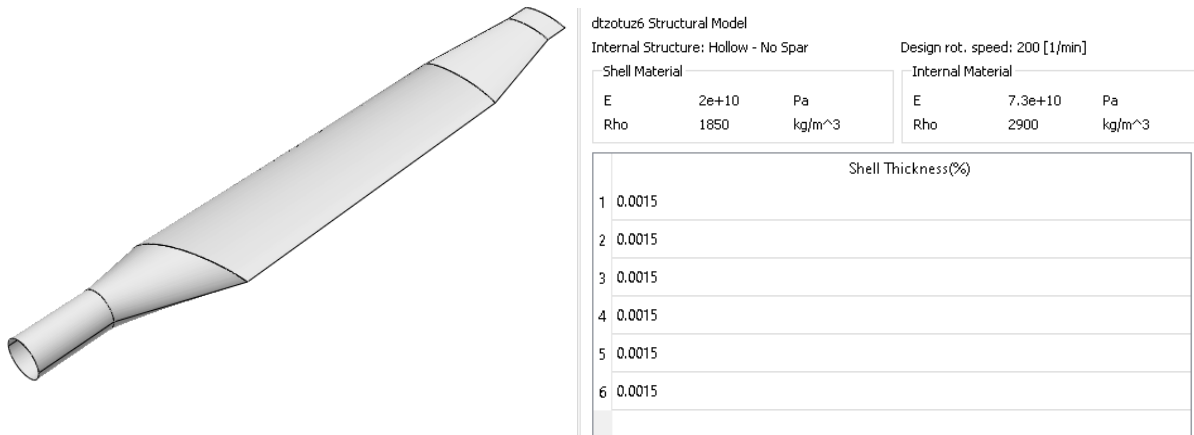 dtzotuz6 Structural Model
Internal Structure: Hollow - No Spar Design rot. speed: 200 [1/min]
Shell Material Internal Material
E 2e+10 Pa E 7.3e+10 Pa
Rho 1850 kg/m^3 Rho 2900 kg/m^3
Shell Thickness(%)
1 0.0015
2 0.0015
3 0.0015
4 0.0015
5 0.0015
6 0.0015